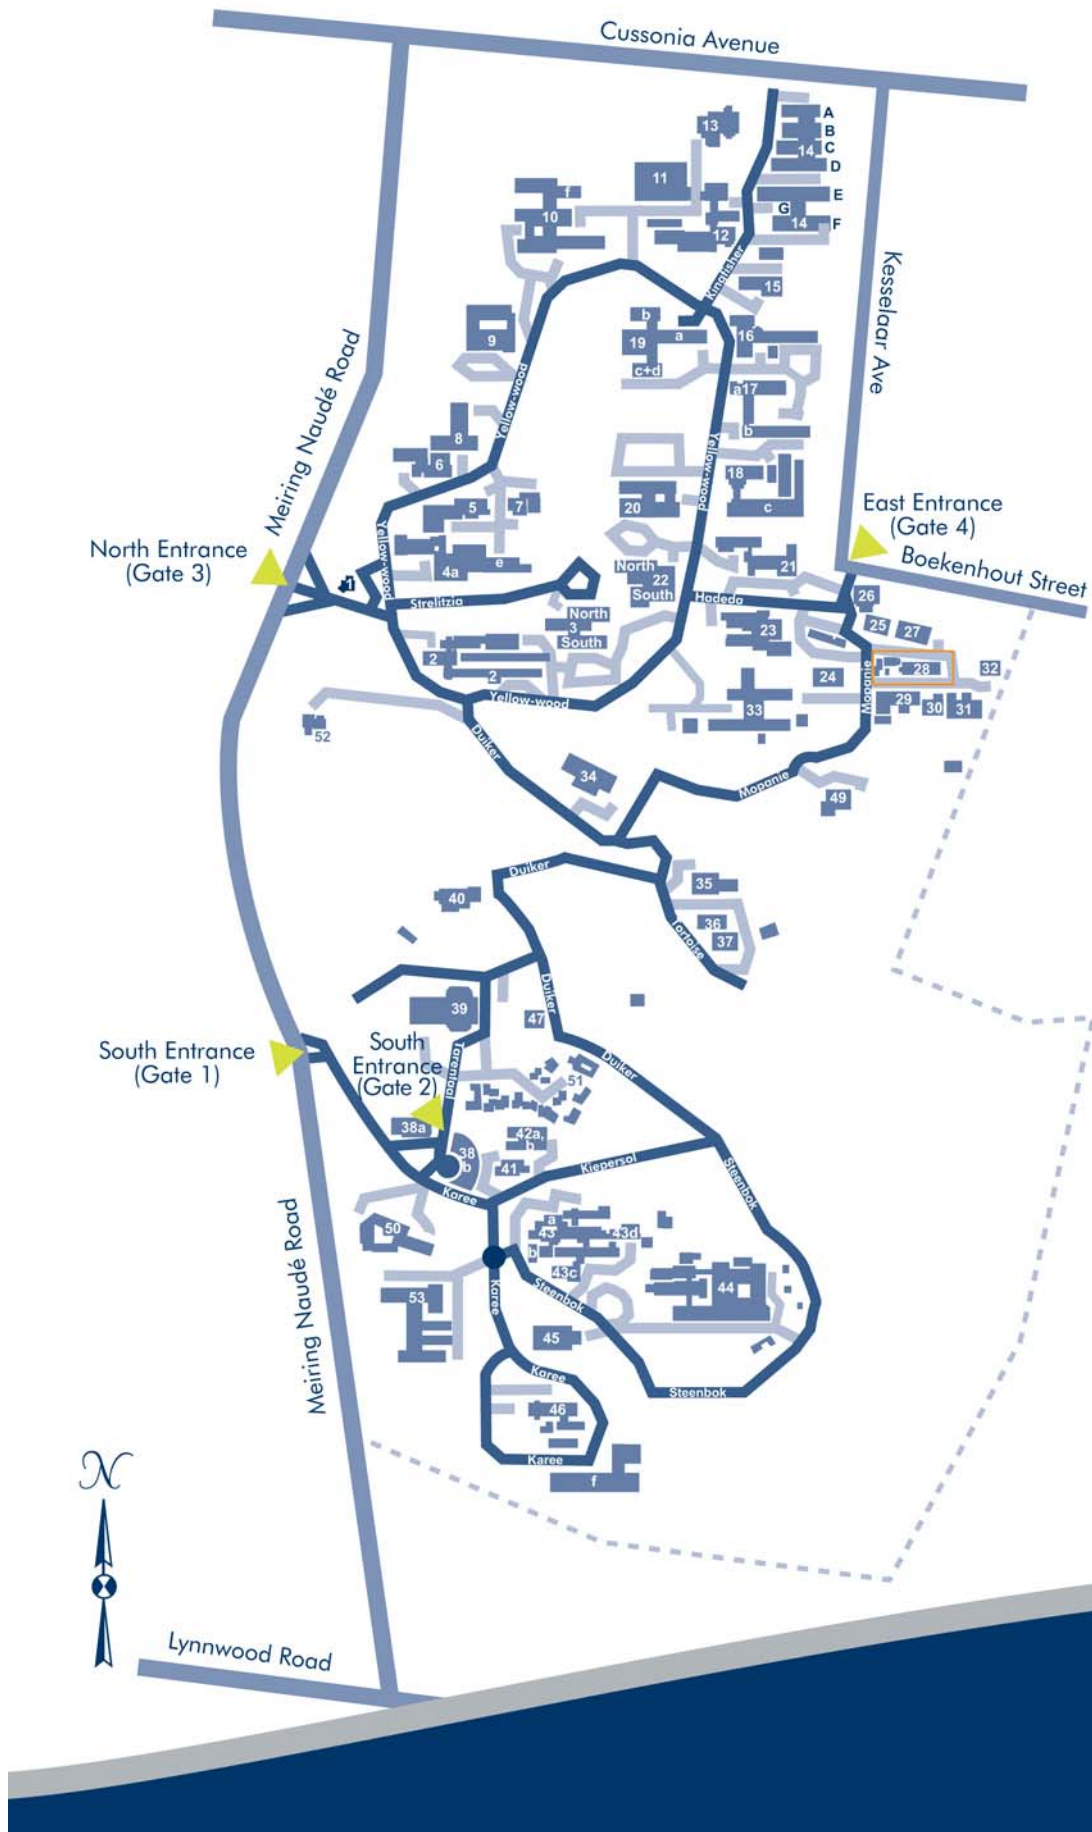 Cussonia Avenue
A
B
C
14
D
E
G
14
F
13
11
f
10
12
Kingfisher
15
Kesselaar Ave
b
19
a
c+d
16
9
Meiring Naudé Road
Yellow-wood
a17
b
8
6
Yellow-wood
18
c
20
5
7
East Entrance
(Gate 4)
Boekenhout Street
North Entrance
(Gate 3)
1
Yellow-wood
4a
e
21
North
22
South
Strelitzia
Hadeda
26
North
3
South
23
25
27
2
2
28
32
24
Mopanie
Yellow-wood
29
30
31
33
52
Duiker
34
Mopanie
49
Duiker
35
40
36
37
Tortoise
Duiker
39
47
South Entrance
(Gate 1)
South
Entrance
(Gate 2)
Tarentaal
Duiker
51
38a
42a,
b
38
b
41
Kiepersol
Steenbok
Karee
50
a
43
43d
b
43c
Steenbok
44
Karee
53
45
Meiring Naudé Road
Karee
Steenbok
46
Karee
f
N
Lynnwood Road